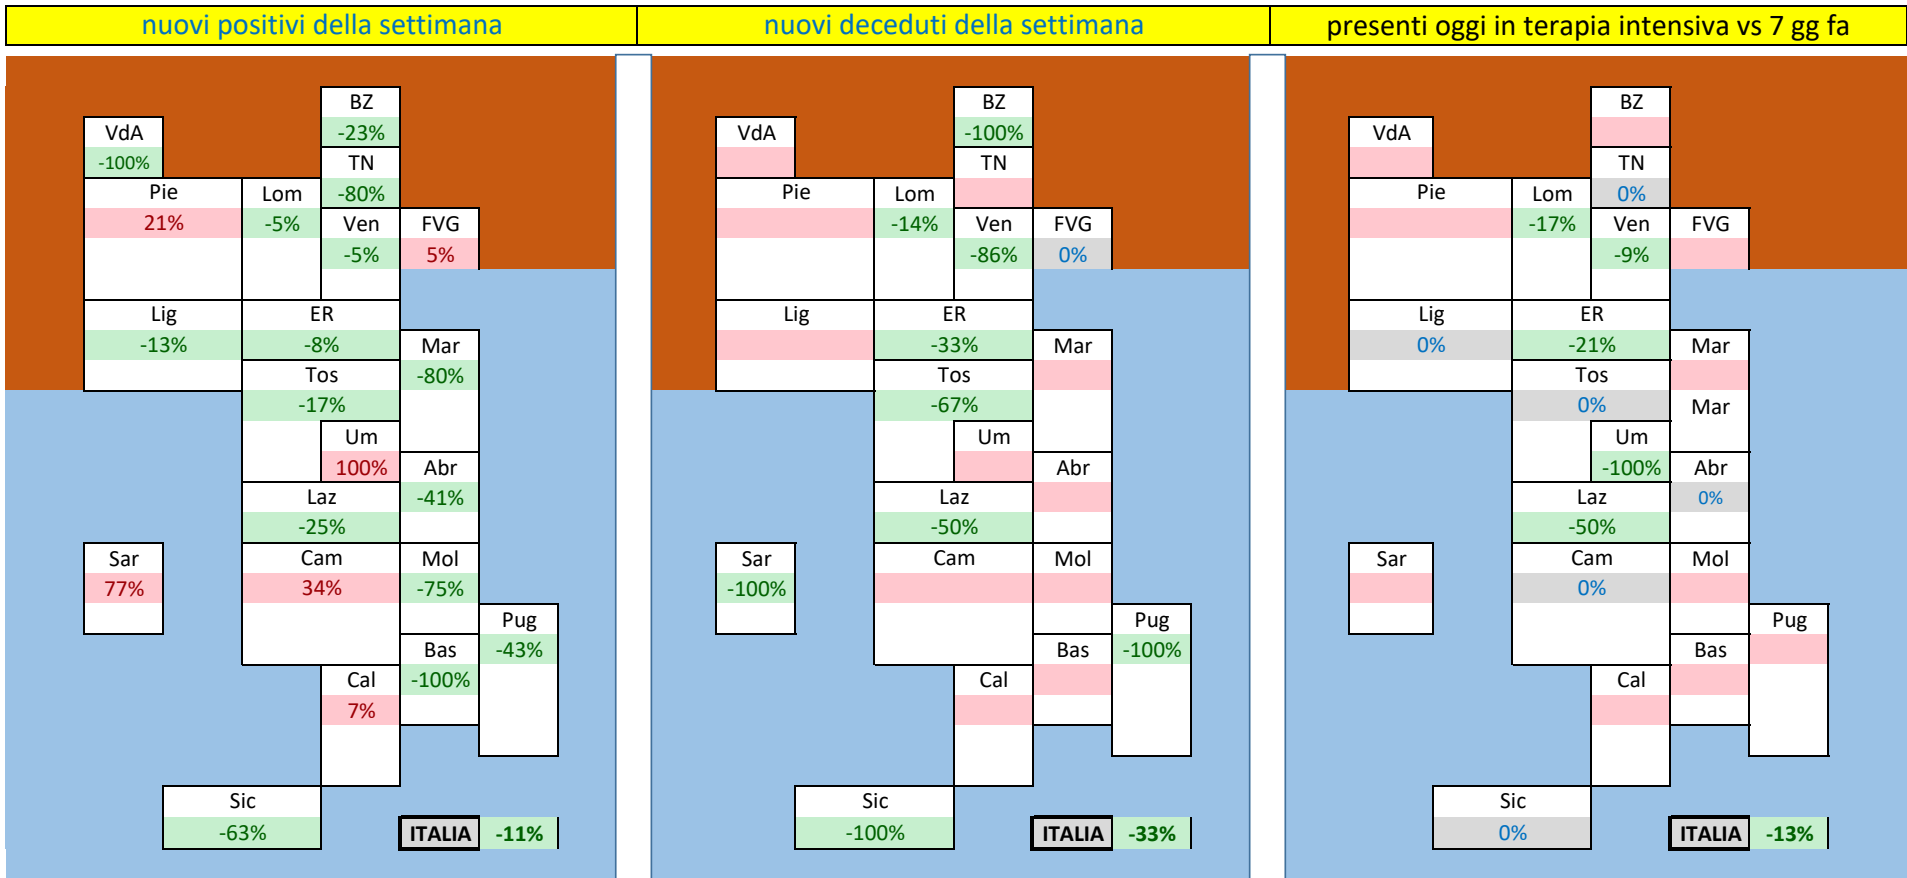 nuovi positivi della settimana
nuovi deceduti della settimana
presenti oggi in terapia intensiva vs 7 gg fa
BZ
VdA -23%
-100% TN
Pie Lom -80%
21% -5% Ven FVG
-5% 5%
Lig ER
-13% -8% Mar
Tos -80%
-17%
Um
100% Abr
Laz -41%
-25%
Sar Cam Mol
77% 34% -75%
Pug
Bas -43%
Cal -100%
7%
Sic
-63% ITALIA -11%
BZ
VdA -100%
TN
Pie Lom
-14% Ven FVG
-86% 0%
Lig ER
-33% Mar
Tos
-67%
Um
Abr
Laz
-50%
Sar Cam Mol
-100%
Pug
Bas -100%
Cal
Sic
-100% ITALIA -33%
BZ
VdA
TN
Pie Lom 0%
-17% Ven FVG
-9%
Lig ER
0% -21% Mar
Tos
0% Mar
Um
-100% Abr
Laz 0%
-50%
Sar Cam Mol
0%
Pug
Bas
Cal
Sic
0% ITALIA -13%